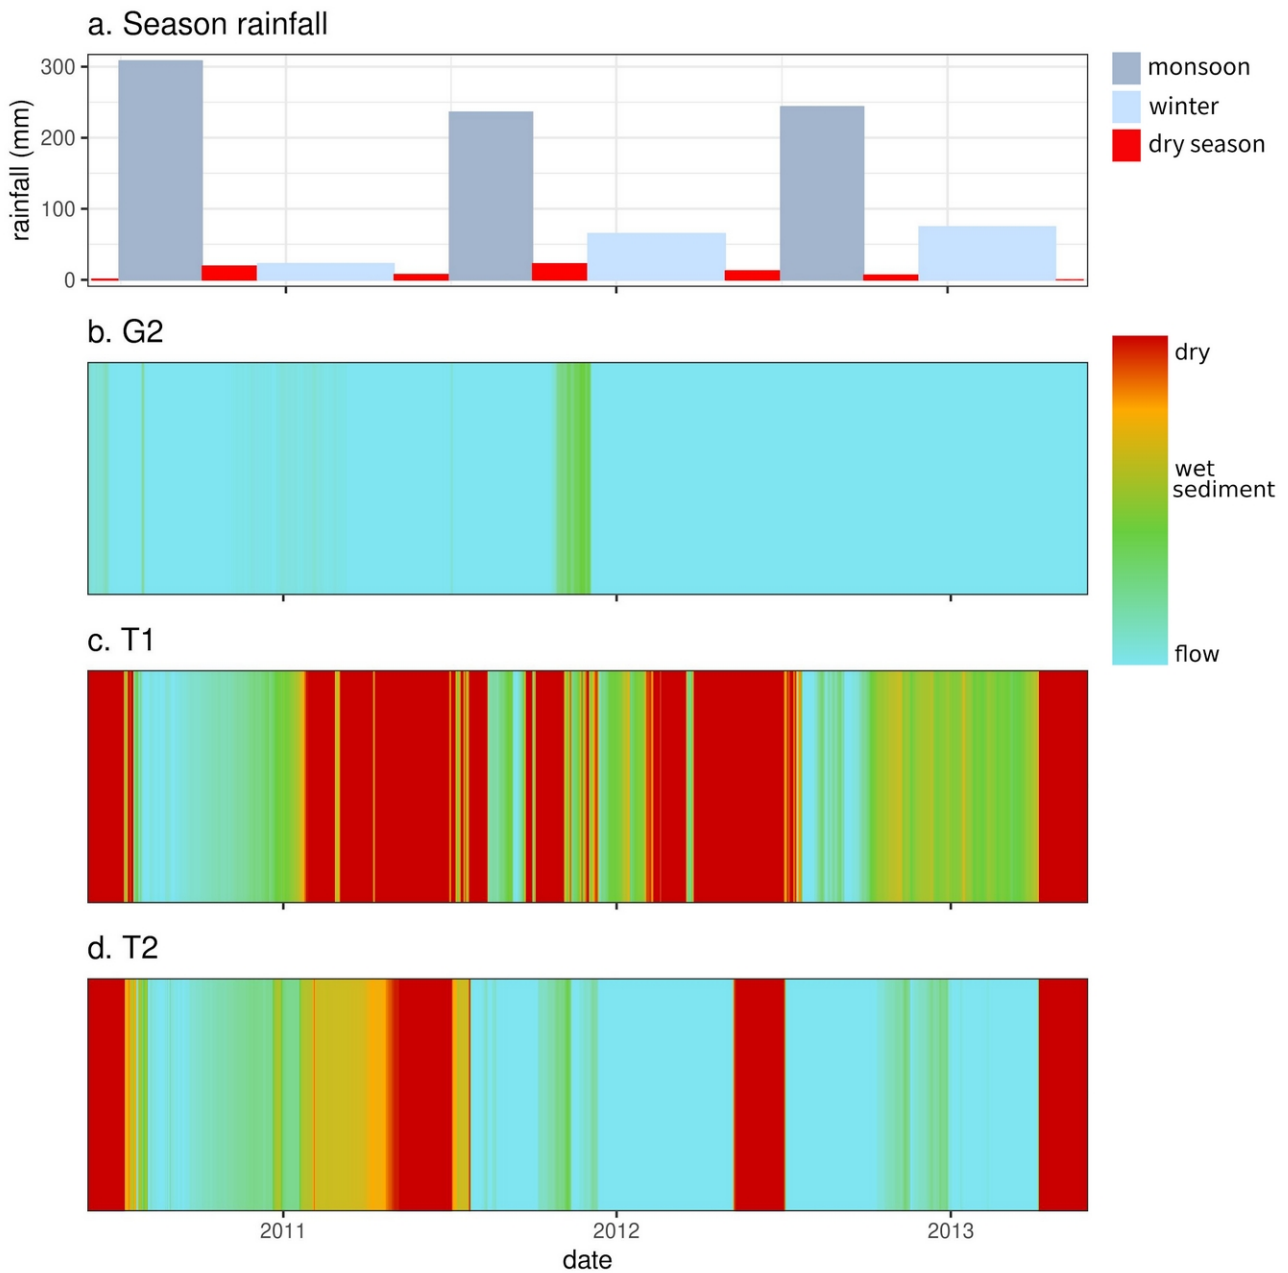 a. Season rainfall
300
200
100
0
rainfall (mm)
monsoon
winter
dry season
b. G2
dry
wet
sediment
flow
c. T1
d. T2
2011
2012
2013
date